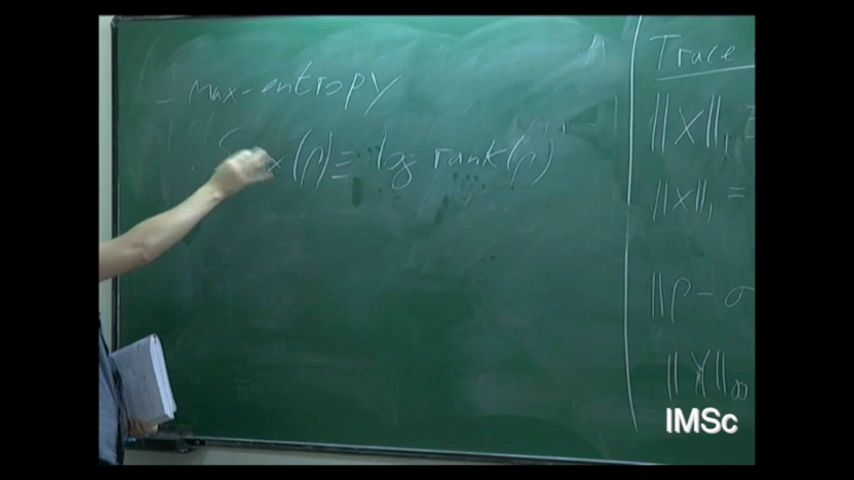 - Max-entropy
S x(ρ) ≡ log rank(ρ)
Trace
||X||₁ =
||X||₁ =
||ρ - σ
||Y||∞
IMSc